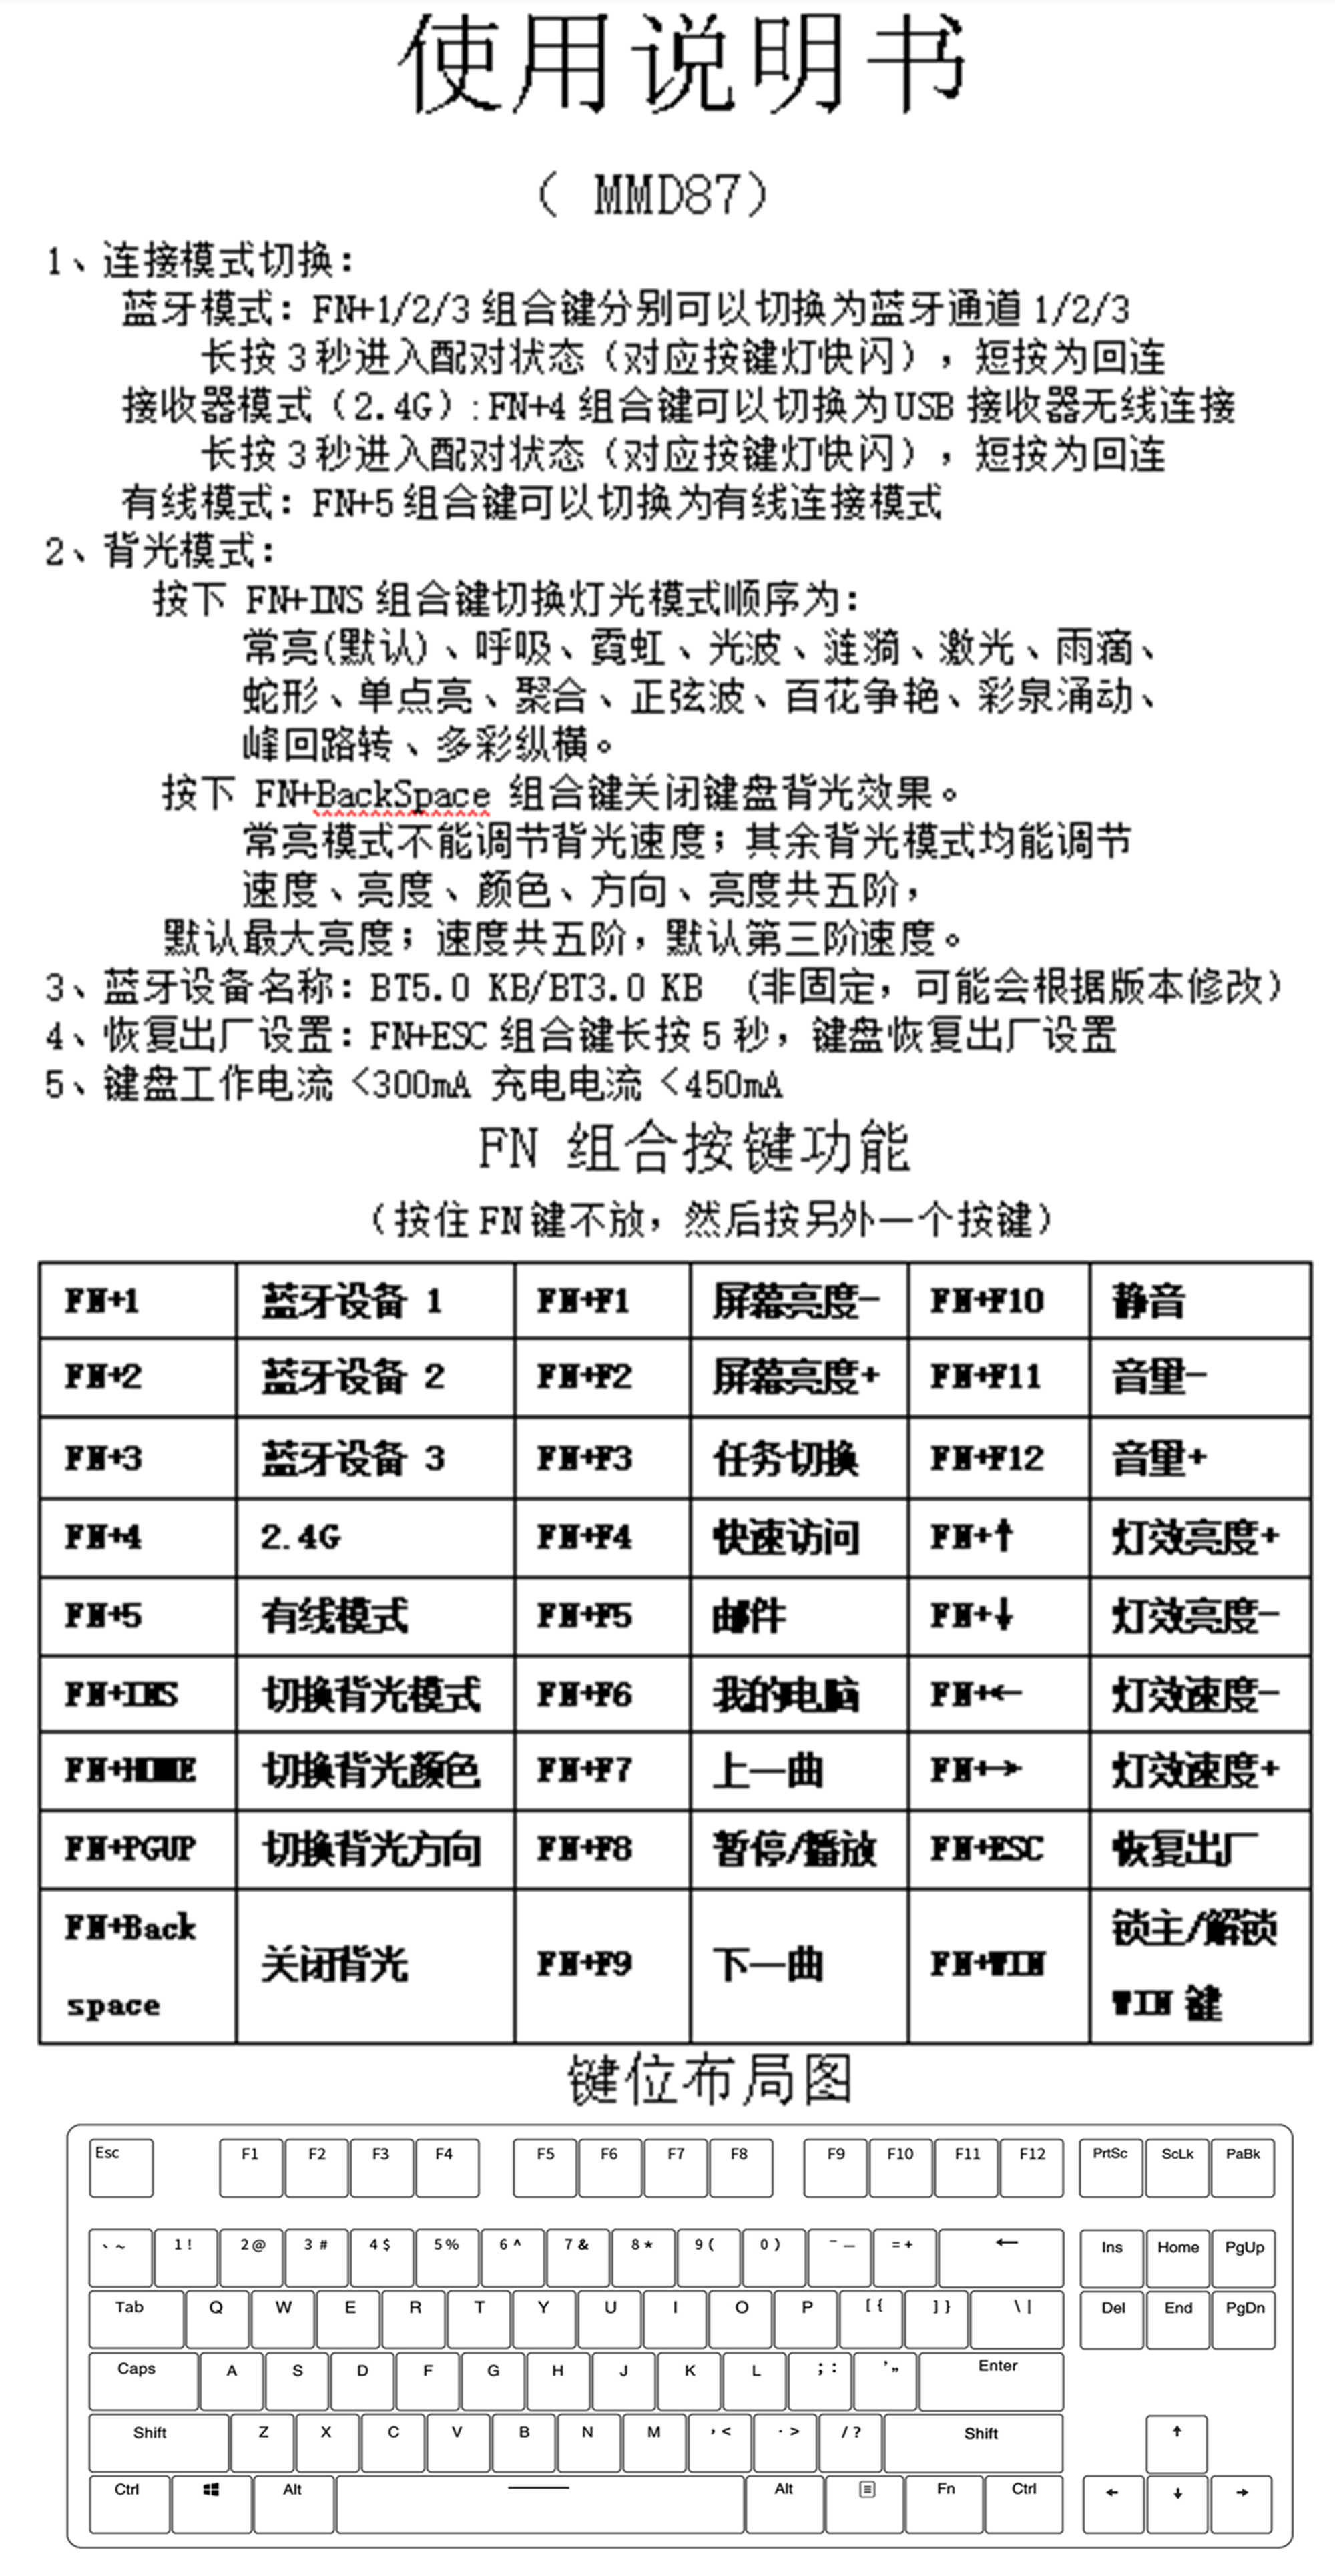 使用说明书
（ MMD87）
1、连接模式切换：
蓝牙模式：FN+1/2/3 组合键分别可以切换为蓝牙通道 1/2/3
长按 3 秒进入配对状态（对应按键灯快闪），短按为回连
接收器模式（2.4G）:FN+4 组合键可以切换为 USB 接收器无线连接
长按 3 秒进入配对状态（对应按键灯快闪），短按为回连
有线模式：FN+5 组合键可以切换为有线连接模式
2、背光模式：
按下 FN+INS 组合键切换灯光模式顺序为：
常亮(默认)、呼吸、霓虹、光波、涟漪、激光、雨滴、
蛇形、单点亮、聚合、正弦波、百花争艳、彩泉涌动、
峰回路转、多彩纵横。
按下 FN+BackSpace 组合键关闭键盘背光效果。
常亮模式不能调节背光速度；其余背光模式均能调节
速度、亮度、颜色、方向、亮度共五阶，
默认最大亮度；速度共五阶，默认第三阶速度。
3、蓝牙设备名称：BT5.0 KB/BT3.0 KB （非固定，可能会根据版本修改）
4、恢复出厂设置：FN+ESC 组合键长按 5 秒，键盘恢复出厂设置
5、键盘工作电流 <300mA 充电电流 <450mA
FN 组合按键功能
（按住 FN 键不放，然后按另外一个按键）
FN+1 蓝牙设备 1 FN+F1 屏幕亮度- FN+F10 静音
FN+2 蓝牙设备 2 FN+F2 屏幕亮度+ FN+F11 音量-
FN+3 蓝牙设备 3 FN+F3 任务切换 FN+F12 音量+
FN+4 2.4G FN+F4 快速访问 FN+↑ 灯效亮度+
FN+5 有线模式 FN+F5 邮件 FN+↓ 灯效亮度-
FN+INS 切换背光模式 FN+F6 我的电脑 FN+← 灯效速度-
FN+HOME 切换背光颜色 FN+F7 上一曲 FN+→ 灯效速度+
FN+PGUP 切换背光方向 FN+F8 暂停/播放 FN+ESC 恢复出厂
FN+Back
space 关闭背光 FN+F9 下一曲 FN+WIN 锁主/解锁
WIN 键
键位布局图
Esc F1 F2 F3 F4 F5 F6 F7 F8 F9 F10 F11 F12 PrtSc ScLk PaBk
、~ 1 ! 2 @ 3 # 4 $ 5 % 6 ^ 7 & 8 * 9 ( 0 ) - — = + ← Ins Home PgUp
Tab Q W E R T Y U I O P [ { ] } \ | Del End PgDn
Caps A S D F G H J K L ; : ' " Enter
Shift Z X C V B N M , < . > / ? Shift ↑
Ctrl Alt Alt Fn Ctrl ← ↓ →